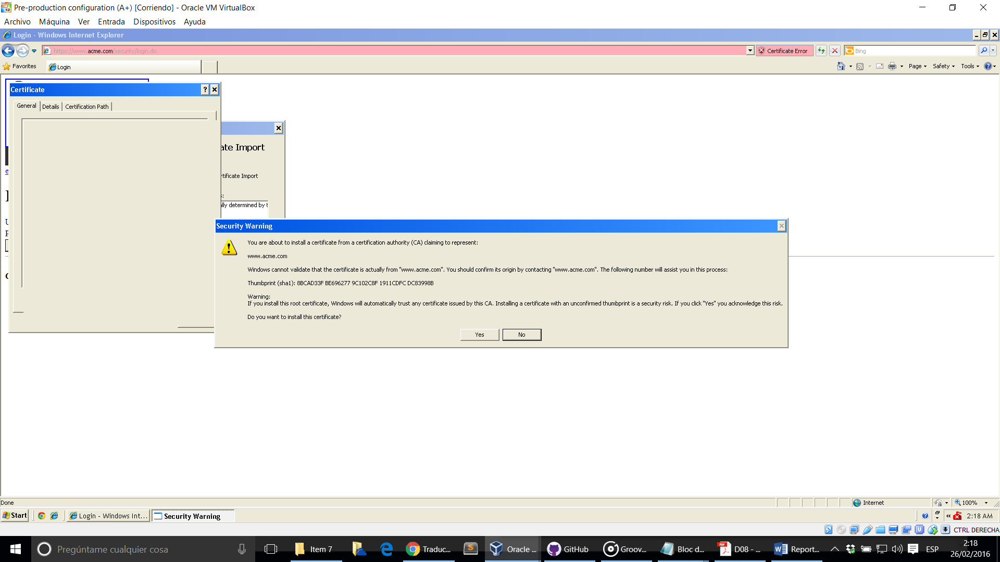 Pre-production configuration (A+) [Corriendo] - Oracle VM VirtualBox
Archivo Máquina Ver Entrada Dispositivos Ayuda
Login - Windows Internet Explorer
https://www.acme.com/security/login.do
Certificate Error
Bing
Favorites
Login
Page
Safety
Tools
Certificate
General Details Certification Path
ate Import
rtificate Import
lly determined by t
Security Warning
You are about to install a certificate from a certification authority (CA) claiming to represent:
www.acme.com
Windows cannot validate that the certificate is actually from "www.acme.com". You should confirm its origin by contacting "www.acme.com". The following number will assist you in this process:
Thumbprint (sha1): 8BCAD33F BE696277 9C102C8F 1911CDFC DC83998B
Warning:
If you install this root certificate, Windows will automatically trust any certificate issued by this CA. Installing a certificate with an unconfirmed thumbprint is a security risk. If you click "Yes" you acknowledge this risk.
Do you want to install this certificate?
Yes No
Done
Internet
100%
Start
Login - Windows Int...
Security Warning
2:18 AM
CTRL DERECHA
Pregúntame cualquier cosa
Item 7
Traduc...
Oracle ...
GitHub
Groov...
Bloc d...
D08 - ...
Report...
ESP
2:18
26/02/2016